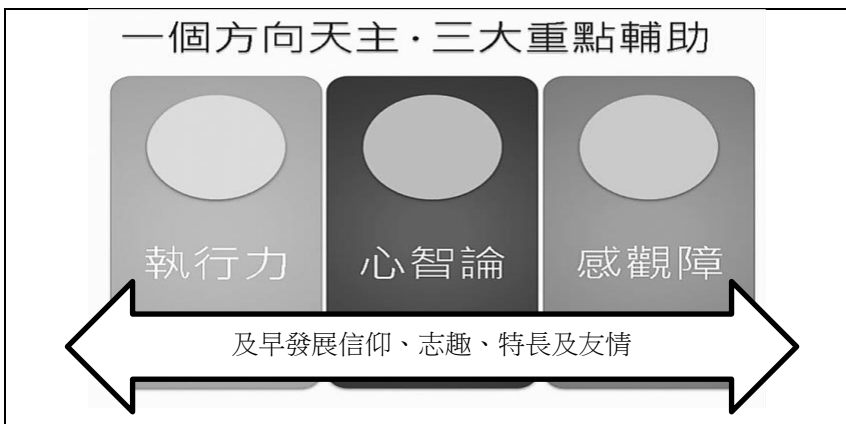 一個方向天主·三大重點輔助
執行力
心智論
感觀障
及早發展信仰、志趣、特長及友情